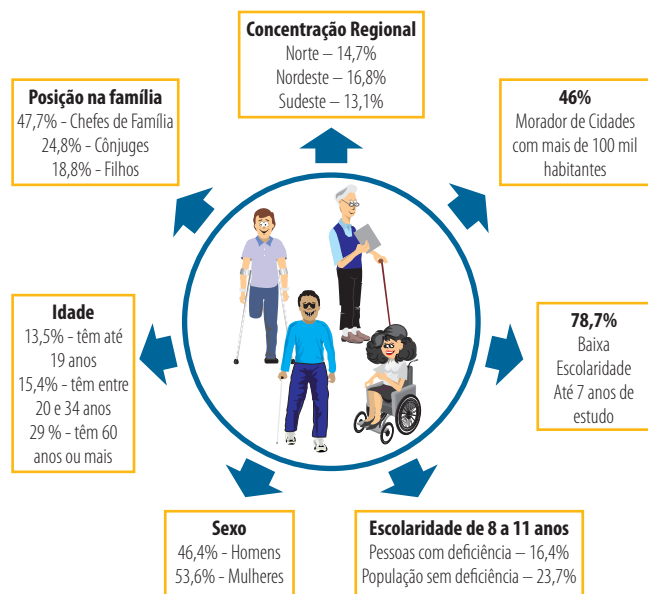 Concentração Regional
Norte – 14,7%
Nordeste – 16,8%
Sudeste – 13,1%
Posição na família
47,7% - Chefes de Família
24,8% - Cônjuges
18,8% - Filhos
46%
Morador de Cidades
com mais de 100 mil
habitantes
Idade
13,5% - têm até
19 anos
15,4% - têm entre
20 e 34 anos
29 % - têm 60
anos ou mais
78,7%
Baixa
Escolaridade
Até 7 anos de
estudo
Sexo
46,4% - Homens
53,6% - Mulheres
Escolaridade de 8 a 11 anos
Pessoas com deficiência – 16,4%
População sem deficiência – 23,7%